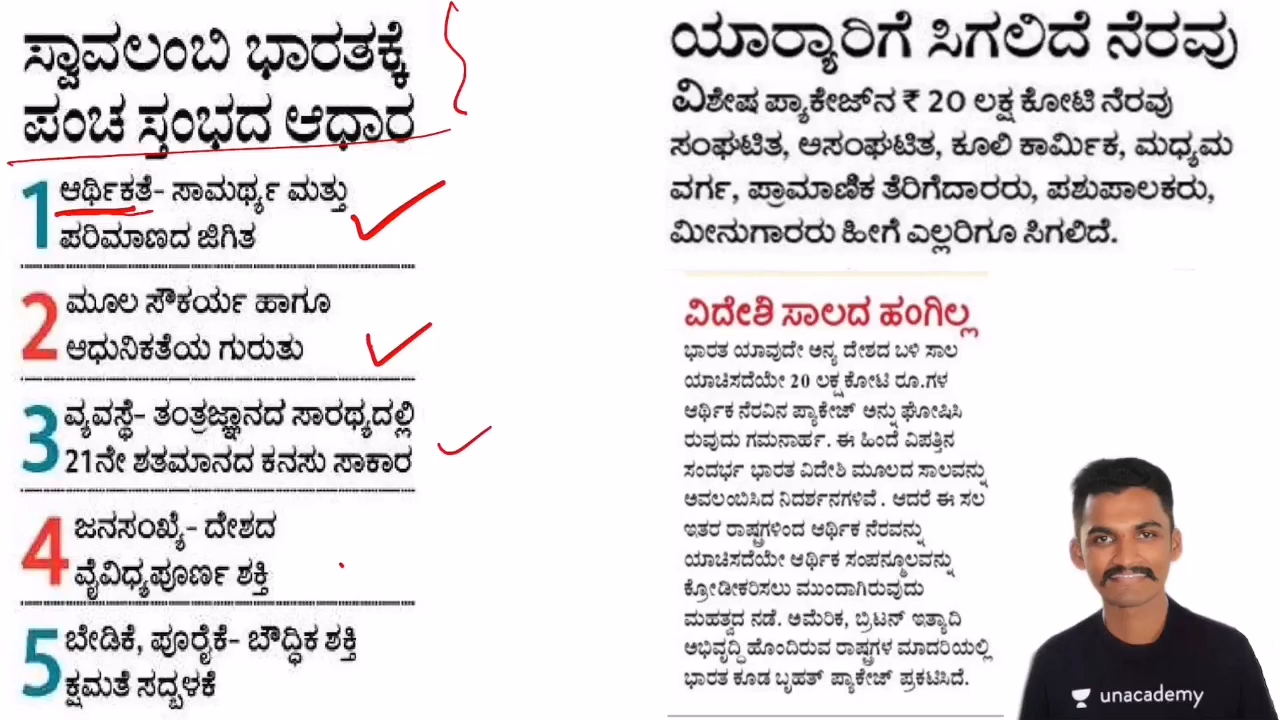 ಸ್ವಾವಲಂಬಿ ಭಾರತಕ್ಕೆ
ಪಂಚ ಸ್ತಂಭದ ಆಧಾರ
1 ಆರ್ಥಿಕತೆ- ಸಾಮರ್ಥ್ಯ ಮತ್ತು
ಪರಿಮಾಣದ ಜಿಗಿತ
2 ಮೂಲ ಸೌಕರ್ಯ ಹಾಗೂ
ಆಧುನಿಕತೆಯ ಗುರುತು
3 ವ್ಯವಸ್ಥೆ- ತಂತ್ರಜ್ಞಾನದ ಸಾರಥ್ಯದಲ್ಲಿ
21ನೇ ಶತಮಾನದ ಕನಸು ಸಾಕಾರ
4 ಜನಸಂಖ್ಯೆ- ದೇಶದ
ವೈವಿಧ್ಯಪೂರ್ಣ ಶಕ್ತಿ
5 ಬೇಡಿಕೆ, ಪೂರೈಕೆ- ಬೌದ್ಧಿಕ ಶಕ್ತಿ
ಕ್ಷಮತೆ ಸದ್ಬಳಕೆ
ಯಾರ‍್ಯಾರಿಗೆ ಸಿಗಲಿದೆ ನೆರವು
ವಿಶೇಷ ಪ್ಯಾಕೇಜ್‌ನ ₹ 20 ಲಕ್ಷ ಕೋಟಿ ನೆರವು
ಸಂಘಟಿತ, ಅಸಂಘಟಿತ, ಕೂಲಿ ಕಾರ್ಮಿಕ, ಮಧ್ಯಮ
ವರ್ಗ, ಪ್ರಾಮಾಣಿಕ ತೆರಿಗೆದಾರರು, ಪಶುಪಾಲಕರು,
ಮೀನುಗಾರರು ಹೀಗೆ ಎಲ್ಲರಿಗೂ ಸಿಗಲಿದೆ.
ವಿದೇಶಿ ಸಾಲದ ಹಂಗಿಲ್ಲ
ಭಾರತ ಯಾವುದೇ ಅನ್ಯ ದೇಶದ ಬಳಿ ಸಾಲ
ಯಾಚಿಸದೆಯೇ 20 ಲಕ್ಷ ಕೋಟಿ ರೂ.ಗಳ
ಆರ್ಥಿಕ ನೆರವಿನ ಪ್ಯಾಕೇಜ್ ಅನ್ನು ಘೋಷಿಸಿ
ರುವುದು ಗಮನಾರ್ಹ. ಈ ಹಿಂದೆ ವಿಪತ್ತಿನ
ಸಂದರ್ಭ ಭಾರತ ವಿದೇಶಿ ಮೂಲದ ಸಾಲವನ್ನು
ಅವಲಂಬಿಸಿದ ನಿದರ್ಶನಗಳಿವೆ. ಆದರೆ ಈ ಸಲ
ಇತರ ರಾಷ್ಟ್ರಗಳಿಂದ ಆರ್ಥಿಕ ನೆರವನ್ನು
ಯಾಚಿಸದೆಯೇ ಆರ್ಥಿಕ ಸಂಪನ್ಮೂಲವನ್ನು
ಕ್ರೋಡೀಕರಿಸಲು ಮುಂದಾಗಿರುವುದು
ಮಹತ್ವದ ನಡೆ. ಅಮೆರಿಕ, ಬ್ರಿಟನ್ ಇತ್ಯಾದಿ
ಅಭಿವೃದ್ಧಿ ಹೊಂದಿರುವ ರಾಷ್ಟ್ರಗಳ ಮಾದರಿಯಲ್ಲಿ
ಭಾರತ ಕೂಡ ಬೃಹತ್ ಪ್ಯಾಕೇಜ್ ಪ್ರಕಟಿಸಿದೆ.
unacademy